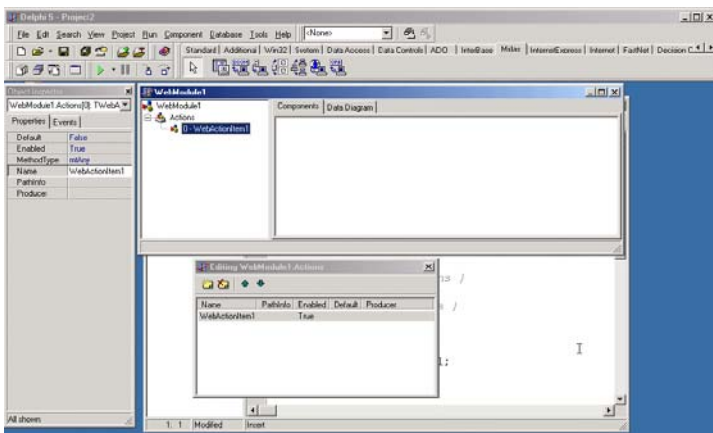 Delphi 5 - Project2
File Edit Search View Project Run Component Database Tools Help <None>
Standard Additional Win32 System Data Access Data Controls ADO InterBase Midas InternetExpress Internet FastNet Decision C
Object Inspector
WebModule1.Actions[0] TWebA
Properties Events
Default False
Enabled True
MethodType mtAny
Name WebActionItem1
PathInfo
Producer
All shown
WebModule1
WebModule1
Actions
0 - WebActionItem1
Components Data Diagram
Editing WebModule1.Actions
Name PathInfo Enabled Default Producer
WebActionItem1 True
1: 1 Modified Insert